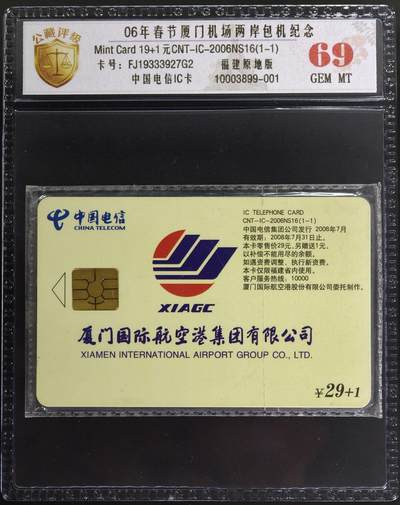 公藏评级
06年春节厦门机场两岸包机纪念
Mint Card 19+1元CNT-IC-2006NS16(1-1)
卡号：FJ19333927G2 福建原地版
中国电信IC卡 10003899-001
69
GEM MT
中国电信
CHINA TELECOM
IC TELEPHONE CARD
CNT-IC-2006NS16(1-1)
中国电信集团公司发行 2006年7月
有效期：2008年7月31日止。
本卡零售价29元，另赠送1元，
以补偿不能用尽的余额。
如遇资费调整，执行新资费。
本卡仅限福建省内使用。
客户服务热线：10000
厦门国际航空港股份有限公司委托制作。
XIAGC
厦门国际航空港集团有限公司
XIAMEN INTERNATIONAL AIRPORT GROUP CO., LTD.
¥29+1